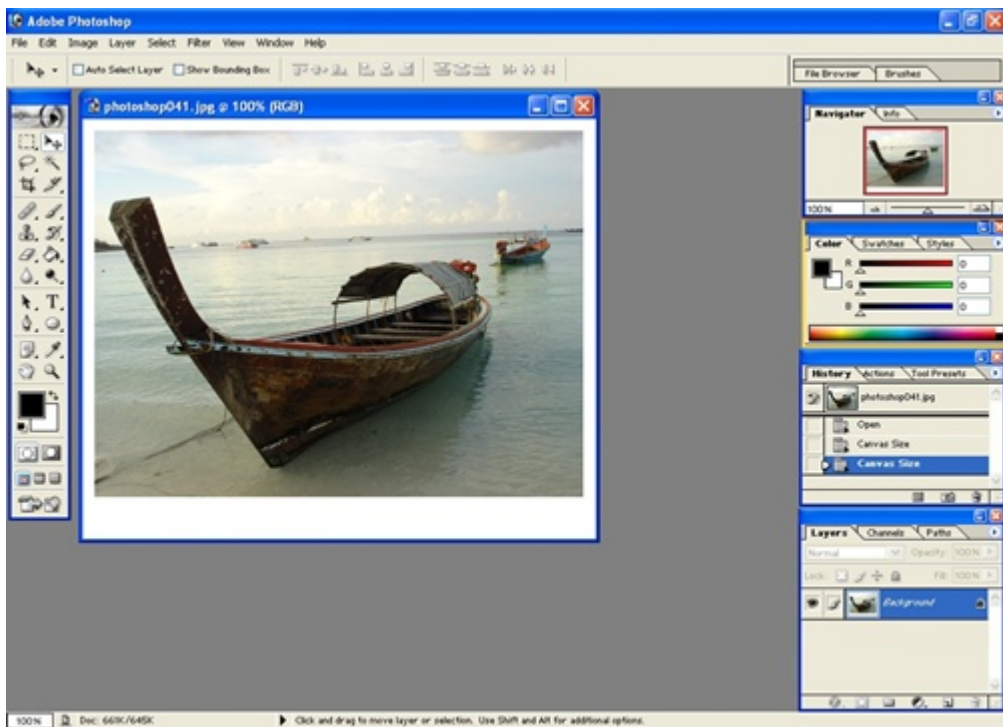 Adobe Photoshop
File Edit Image Layer Select Filter View Window Help
Auto Select Layer Show Bounding Box
File Browser Brushes
photoshop041.jpg @ 100% (RGB)
Navigator Info
100%
Color Swatches Styles
R 0
G 0
B 0
History Actions Tool Presets
photoshop041.jpg
Open
Canvas Size
Canvas Size
Layers Channels Paths
Normal Opacity: 100%
Lock: Fill: 100%
Background
100% Doc: 661K/645K Click and drag to move layer or selection. Use Shift and Alt for additional options.